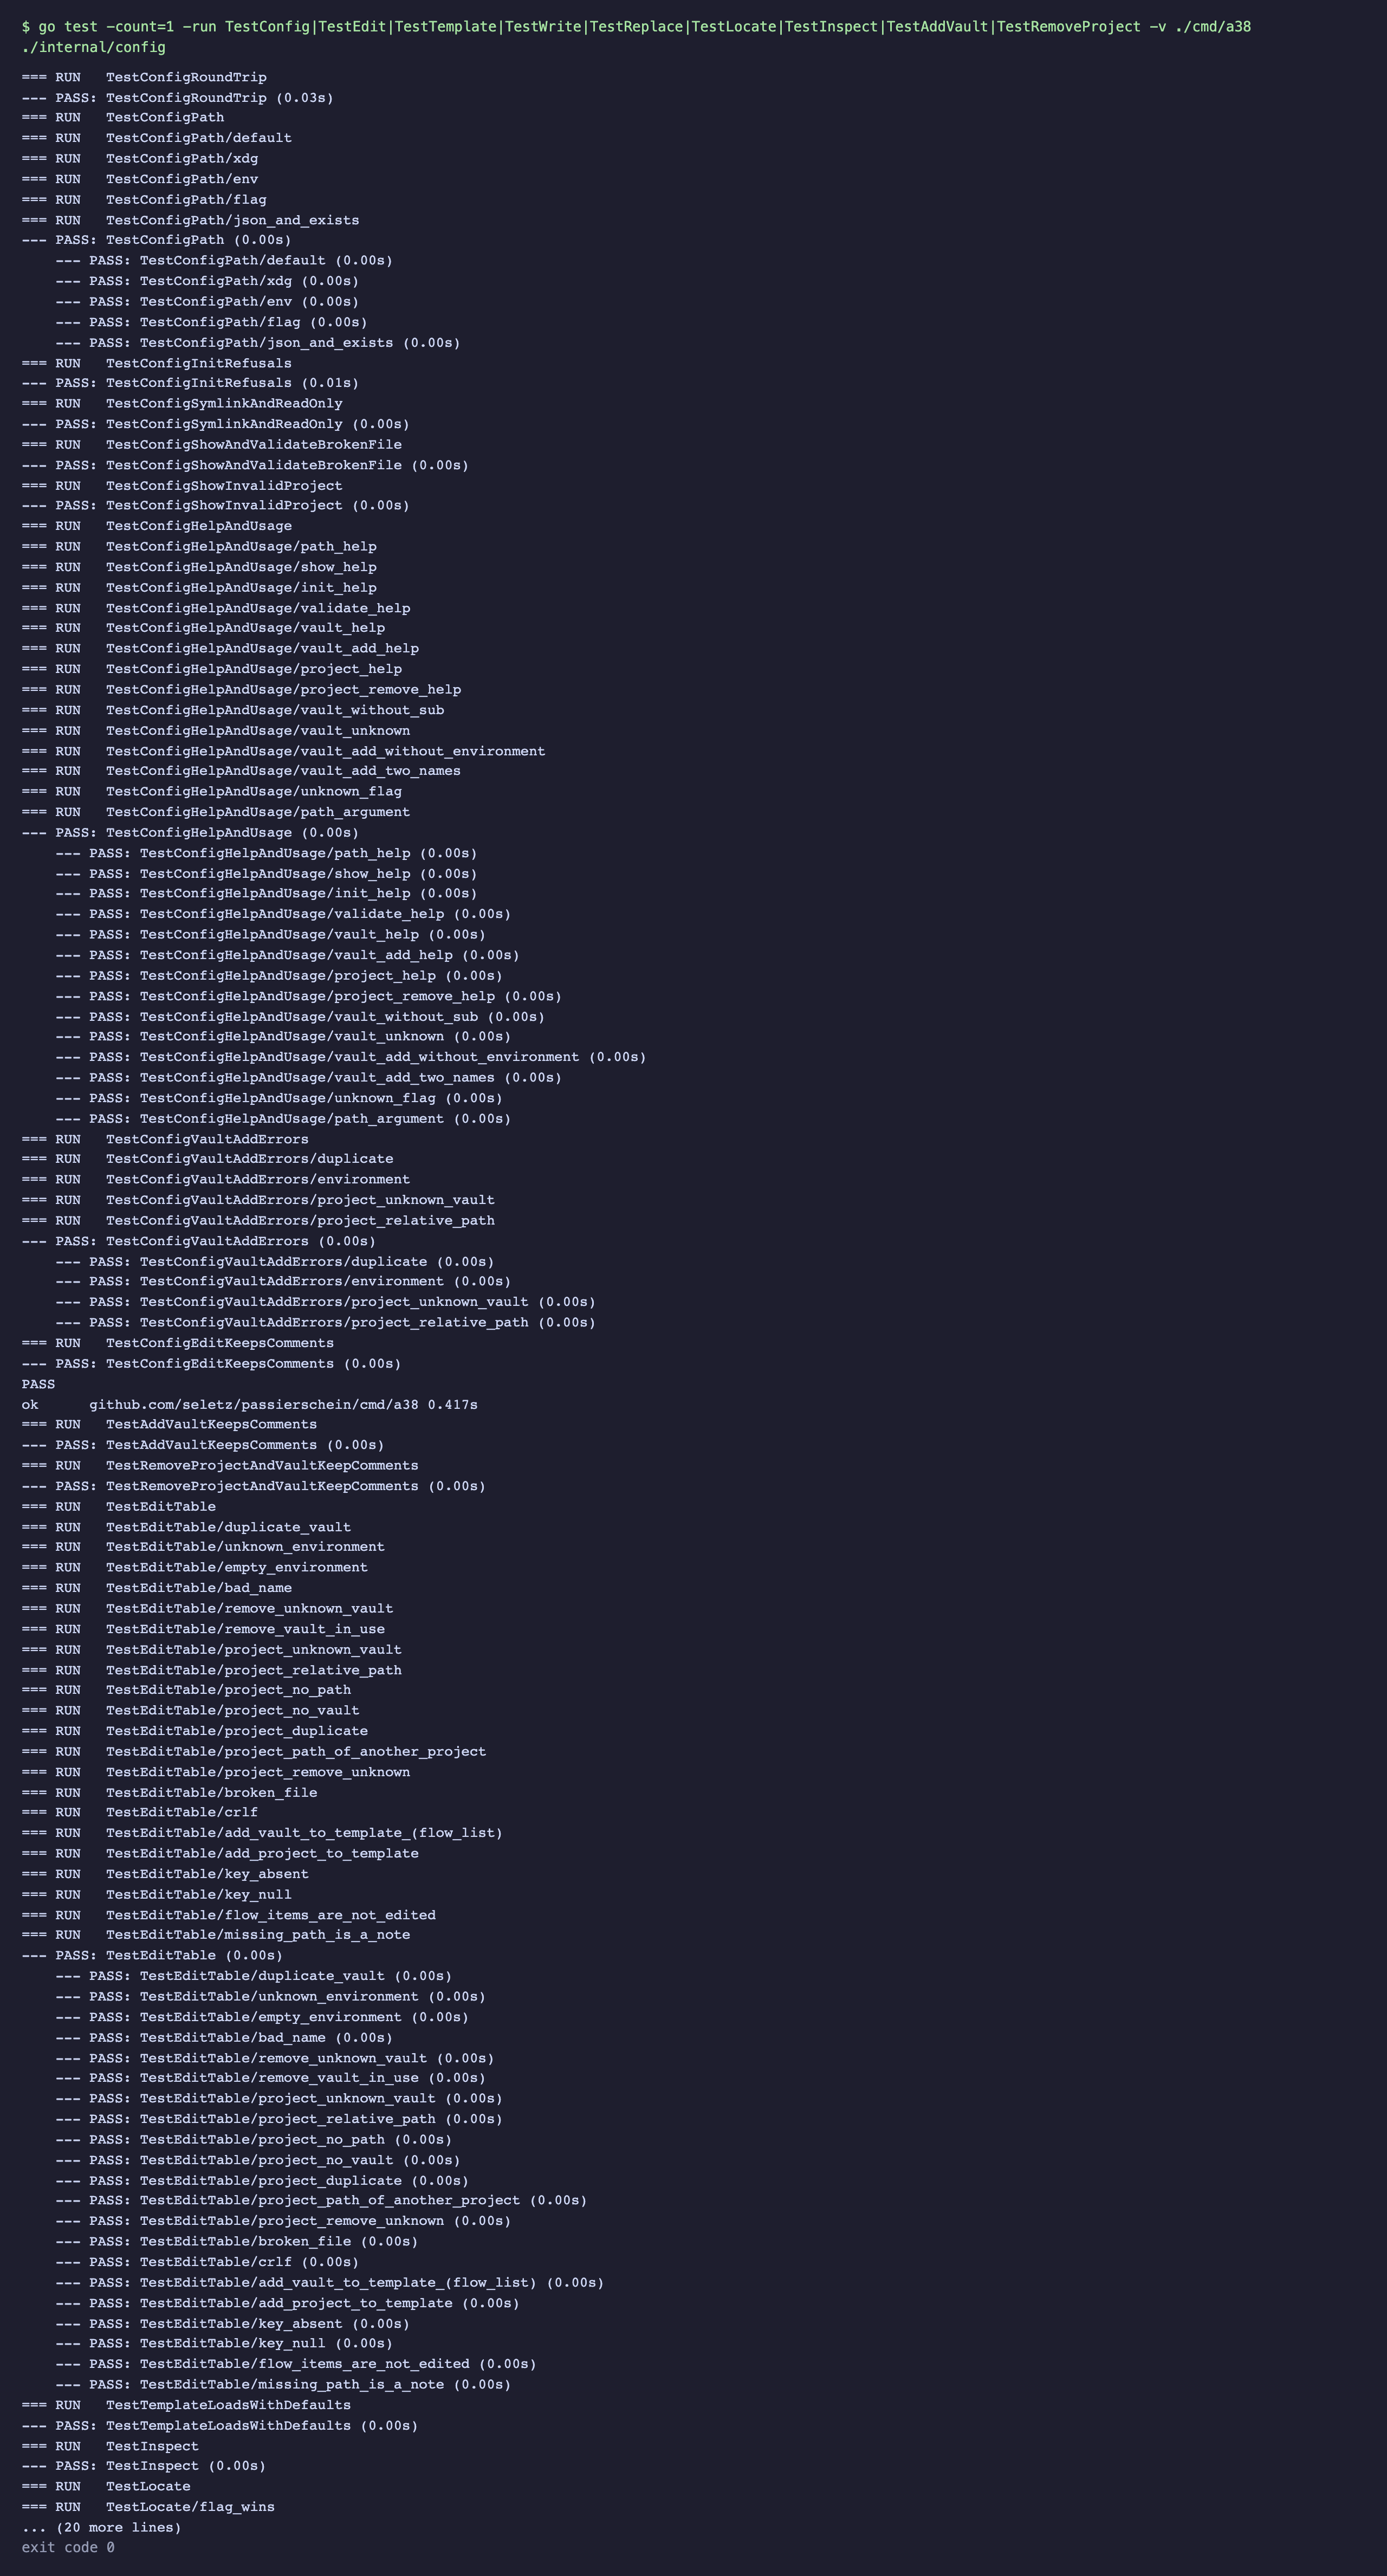 $ go test -count=1 -run TestConfig|TestEdit|TestTemplate|TestWrite|TestReplace|TestLocate|TestInspect|TestAddVault|TestRemoveProject -v ./cmd/a38
./internal/config
=== RUN   TestConfigRoundTrip
--- PASS: TestConfigRoundTrip (0.03s)
=== RUN   TestConfigPath
=== RUN   TestConfigPath/default
=== RUN   TestConfigPath/xdg
=== RUN   TestConfigPath/env
=== RUN   TestConfigPath/flag
=== RUN   TestConfigPath/json_and_exists
--- PASS: TestConfigPath (0.00s)
    --- PASS: TestConfigPath/default (0.00s)
    --- PASS: TestConfigPath/xdg (0.00s)
    --- PASS: TestConfigPath/env (0.00s)
    --- PASS: TestConfigPath/flag (0.00s)
    --- PASS: TestConfigPath/json_and_exists (0.00s)
=== RUN   TestConfigInitRefusals
--- PASS: TestConfigInitRefusals (0.01s)
=== RUN   TestConfigSymlinkAndReadOnly
--- PASS: TestConfigSymlinkAndReadOnly (0.00s)
=== RUN   TestConfigShowAndValidateBrokenFile
--- PASS: TestConfigShowAndValidateBrokenFile (0.00s)
=== RUN   TestConfigShowInvalidProject
--- PASS: TestConfigShowInvalidProject (0.00s)
=== RUN   TestConfigHelpAndUsage
=== RUN   TestConfigHelpAndUsage/path_help
=== RUN   TestConfigHelpAndUsage/show_help
=== RUN   TestConfigHelpAndUsage/init_help
=== RUN   TestConfigHelpAndUsage/validate_help
=== RUN   TestConfigHelpAndUsage/vault_help
=== RUN   TestConfigHelpAndUsage/vault_add_help
=== RUN   TestConfigHelpAndUsage/project_help
=== RUN   TestConfigHelpAndUsage/project_remove_help
=== RUN   TestConfigHelpAndUsage/vault_without_sub
=== RUN   TestConfigHelpAndUsage/vault_unknown
=== RUN   TestConfigHelpAndUsage/vault_add_without_environment
=== RUN   TestConfigHelpAndUsage/vault_add_two_names
=== RUN   TestConfigHelpAndUsage/unknown_flag
=== RUN   TestConfigHelpAndUsage/path_argument
--- PASS: TestConfigHelpAndUsage (0.00s)
    --- PASS: TestConfigHelpAndUsage/path_help (0.00s)
    --- PASS: TestConfigHelpAndUsage/show_help (0.00s)
    --- PASS: TestConfigHelpAndUsage/init_help (0.00s)
    --- PASS: TestConfigHelpAndUsage/validate_help (0.00s)
    --- PASS: TestConfigHelpAndUsage/vault_help (0.00s)
    --- PASS: TestConfigHelpAndUsage/vault_add_help (0.00s)
    --- PASS: TestConfigHelpAndUsage/project_help (0.00s)
    --- PASS: TestConfigHelpAndUsage/project_remove_help (0.00s)
    --- PASS: TestConfigHelpAndUsage/vault_without_sub (0.00s)
    --- PASS: TestConfigHelpAndUsage/vault_unknown (0.00s)
    --- PASS: TestConfigHelpAndUsage/vault_add_without_environment (0.00s)
    --- PASS: TestConfigHelpAndUsage/vault_add_two_names (0.00s)
    --- PASS: TestConfigHelpAndUsage/unknown_flag (0.00s)
    --- PASS: TestConfigHelpAndUsage/path_argument (0.00s)
=== RUN   TestConfigVaultAddErrors
=== RUN   TestConfigVaultAddErrors/duplicate
=== RUN   TestConfigVaultAddErrors/environment
=== RUN   TestConfigVaultAddErrors/project_unknown_vault
=== RUN   TestConfigVaultAddErrors/project_relative_path
--- PASS: TestConfigVaultAddErrors (0.00s)
    --- PASS: TestConfigVaultAddErrors/duplicate (0.00s)
    --- PASS: TestConfigVaultAddErrors/environment (0.00s)
    --- PASS: TestConfigVaultAddErrors/project_unknown_vault (0.00s)
    --- PASS: TestConfigVaultAddErrors/project_relative_path (0.00s)
=== RUN   TestConfigEditKeepsComments
--- PASS: TestConfigEditKeepsComments (0.00s)
PASS
ok      github.com/seletz/passierschein/cmd/a38 0.417s
=== RUN   TestAddVaultKeepsComments
--- PASS: TestAddVaultKeepsComments (0.00s)
=== RUN   TestRemoveProjectAndVaultKeepComments
--- PASS: TestRemoveProjectAndVaultKeepComments (0.00s)
=== RUN   TestEditTable
=== RUN   TestEditTable/duplicate_vault
=== RUN   TestEditTable/unknown_environment
=== RUN   TestEditTable/empty_environment
=== RUN   TestEditTable/bad_name
=== RUN   TestEditTable/remove_unknown_vault
=== RUN   TestEditTable/remove_vault_in_use
=== RUN   TestEditTable/project_unknown_vault
=== RUN   TestEditTable/project_relative_path
=== RUN   TestEditTable/project_no_path
=== RUN   TestEditTable/project_no_vault
=== RUN   TestEditTable/project_duplicate
=== RUN   TestEditTable/project_path_of_another_project
=== RUN   TestEditTable/project_remove_unknown
=== RUN   TestEditTable/broken_file
=== RUN   TestEditTable/crlf
=== RUN   TestEditTable/add_vault_to_template_(flow_list)
=== RUN   TestEditTable/add_project_to_template
=== RUN   TestEditTable/key_absent
=== RUN   TestEditTable/key_null
=== RUN   TestEditTable/flow_items_are_not_edited
=== RUN   TestEditTable/missing_path_is_a_note
--- PASS: TestEditTable (0.00s)
    --- PASS: TestEditTable/duplicate_vault (0.00s)
    --- PASS: TestEditTable/unknown_environment (0.00s)
    --- PASS: TestEditTable/empty_environment (0.00s)
    --- PASS: TestEditTable/bad_name (0.00s)
    --- PASS: TestEditTable/remove_unknown_vault (0.00s)
    --- PASS: TestEditTable/remove_vault_in_use (0.00s)
    --- PASS: TestEditTable/project_unknown_vault (0.00s)
    --- PASS: TestEditTable/project_relative_path (0.00s)
    --- PASS: TestEditTable/project_no_path (0.00s)
    --- PASS: TestEditTable/project_no_vault (0.00s)
    --- PASS: TestEditTable/project_duplicate (0.00s)
    --- PASS: TestEditTable/project_path_of_another_project (0.00s)
    --- PASS: TestEditTable/project_remove_unknown (0.00s)
    --- PASS: TestEditTable/broken_file (0.00s)
    --- PASS: TestEditTable/crlf (0.00s)
    --- PASS: TestEditTable/add_vault_to_template_(flow_list) (0.00s)
    --- PASS: TestEditTable/add_project_to_template (0.00s)
    --- PASS: TestEditTable/key_absent (0.00s)
    --- PASS: TestEditTable/key_null (0.00s)
    --- PASS: TestEditTable/flow_items_are_not_edited (0.00s)
    --- PASS: TestEditTable/missing_path_is_a_note (0.00s)
=== RUN   TestTemplateLoadsWithDefaults
--- PASS: TestTemplateLoadsWithDefaults (0.00s)
=== RUN   TestInspect
--- PASS: TestInspect (0.00s)
=== RUN   TestLocate
=== RUN   TestLocate/flag_wins
... (20 more lines)
exit code 0